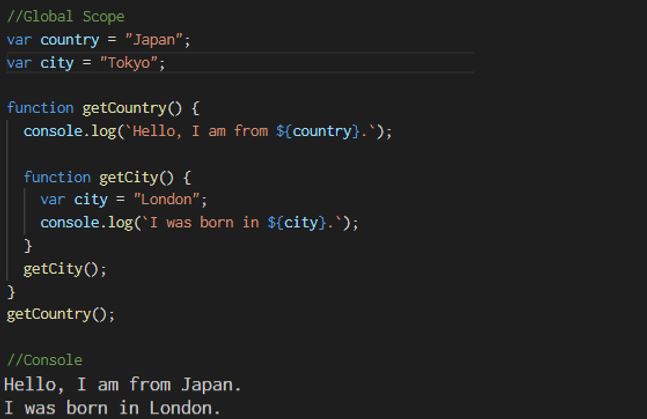 //Global Scope
var country = "Japan";
var city = "Tokyo";
function getCountry() {
console.log(`Hello, I am from ${country}.`);
function getCity() {
var city = "London";
console.log(`I was born in ${city}.`);
}
getCity();
}
getCountry();
//Console
Hello, I am from Japan.
I was born in London.